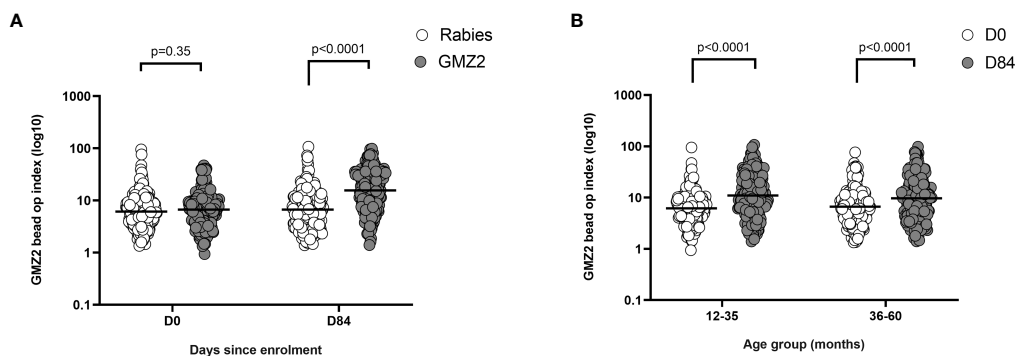 A
p=0.35
p<0.0001
Rabies
GMZ2
GMZ2 bead op index (log10)
1000
100
10
1
0.1
D0
D84
Days since enrolment
B
p<0.0001
p<0.0001
D0
D84
GMZ2 bead op index (log10)
1000
100
10
1
0.1
12-35
36-60
Age group (months)